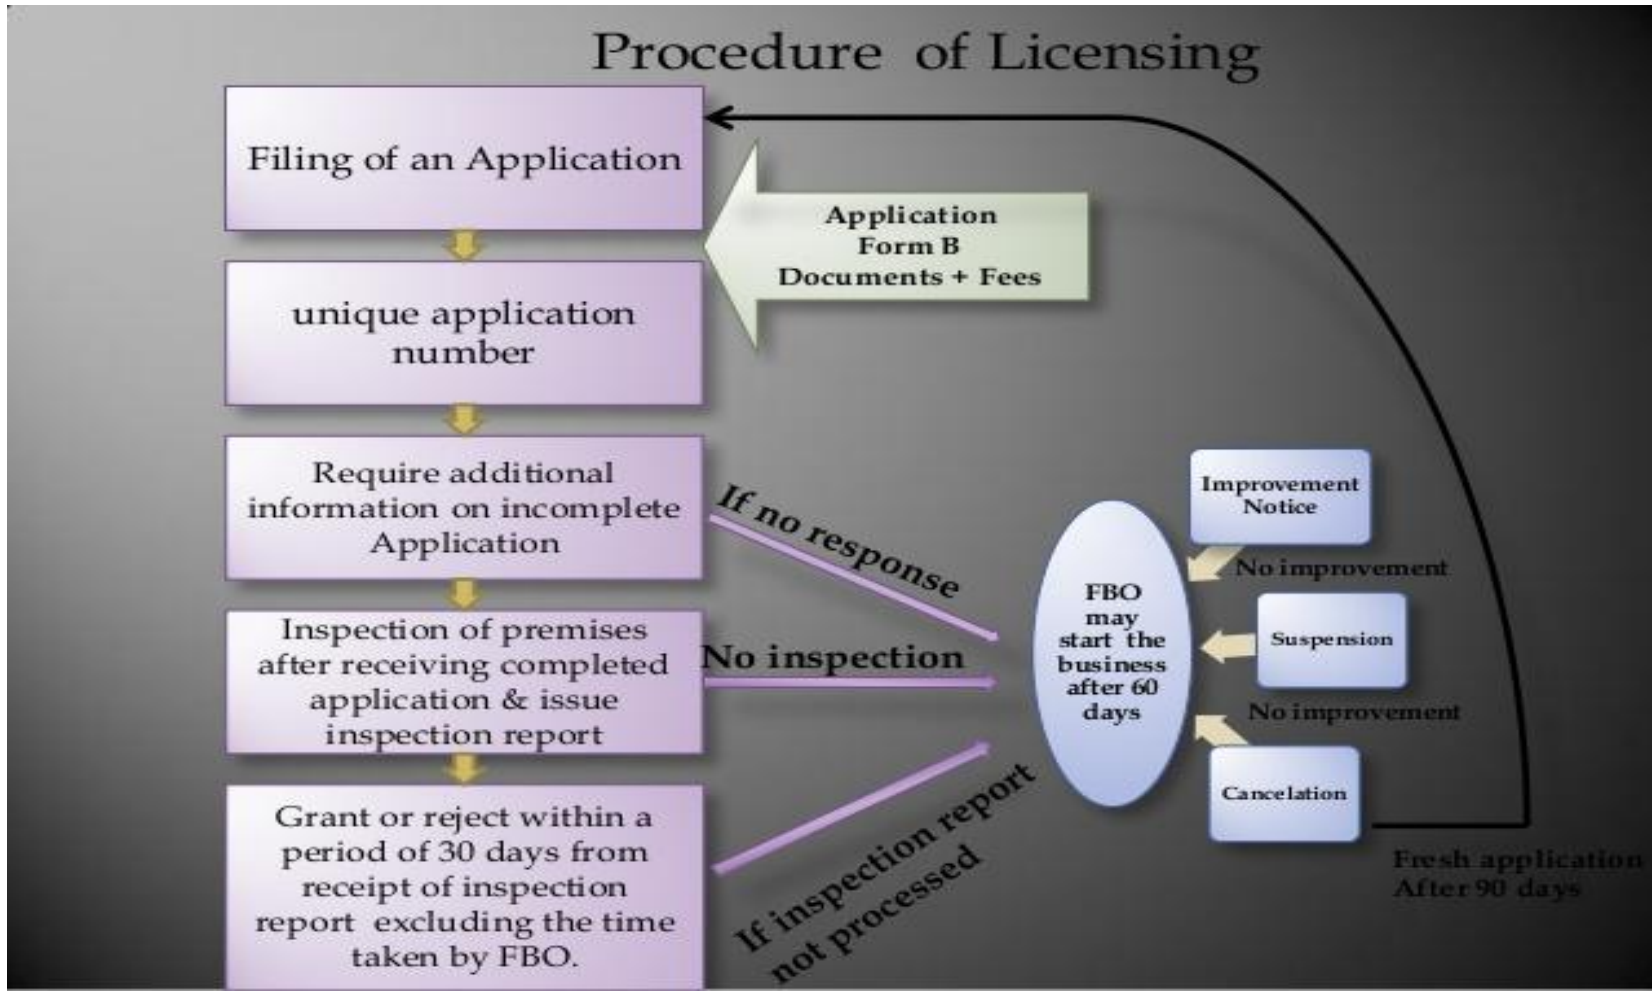 Procedure of Licensing
Filing of an Application
Application
Form B
Documents + Fees
unique application
number
Require additional
information on incomplete
Application
If no response
Inspection of premises
after receiving completed
application & issue
inspection report
No inspection
Grant or reject within a
period of 30 days from
receipt of inspection
report excluding the time
taken by FBO.
If inspection report
not processed
FBO
may
start the
business
after 60
days
Improvement
Notice
No improvement
Suspension
No improvement
Cancelation
Fresh application
After 90 days